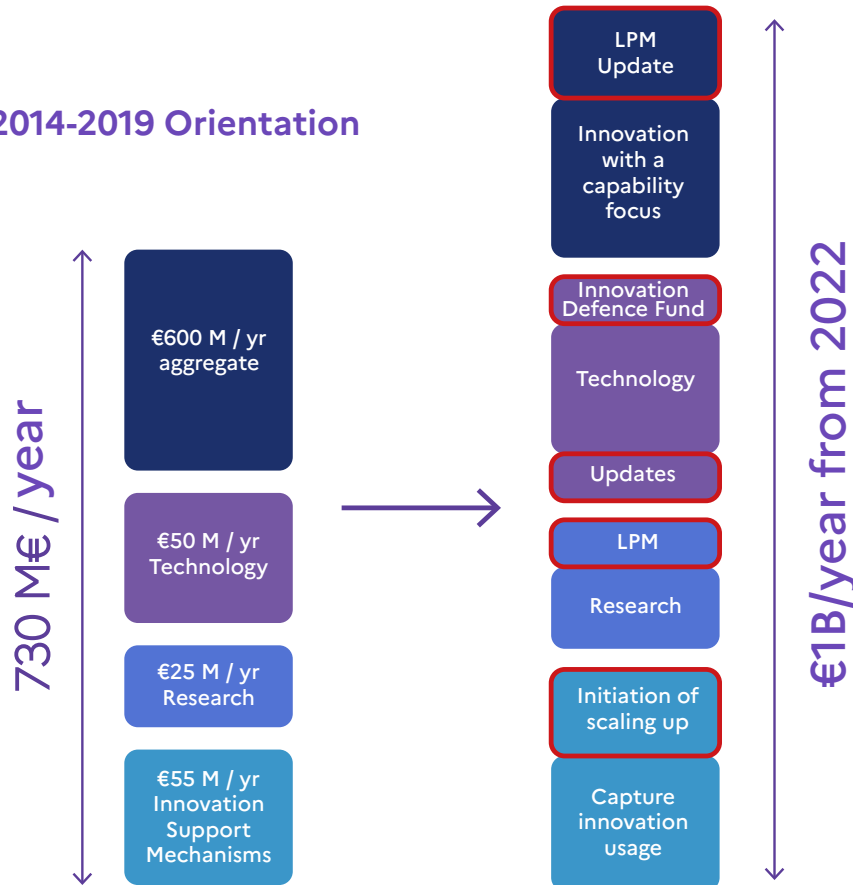 2014-2019 Orientation
730 M€ / year
€600 M / yr
aggregate
€50 M / yr
Technology
€25 M / yr
Research
€55 M / yr
Innovation
Support
Mechanisms
LPM
Update
Innovation
with a
capability
focus
Innovation
Defence Fund
Technology
Updates
LPM
Research
Initiation of
scaling up
Capture
innovation
usage
€1B/year from 2022